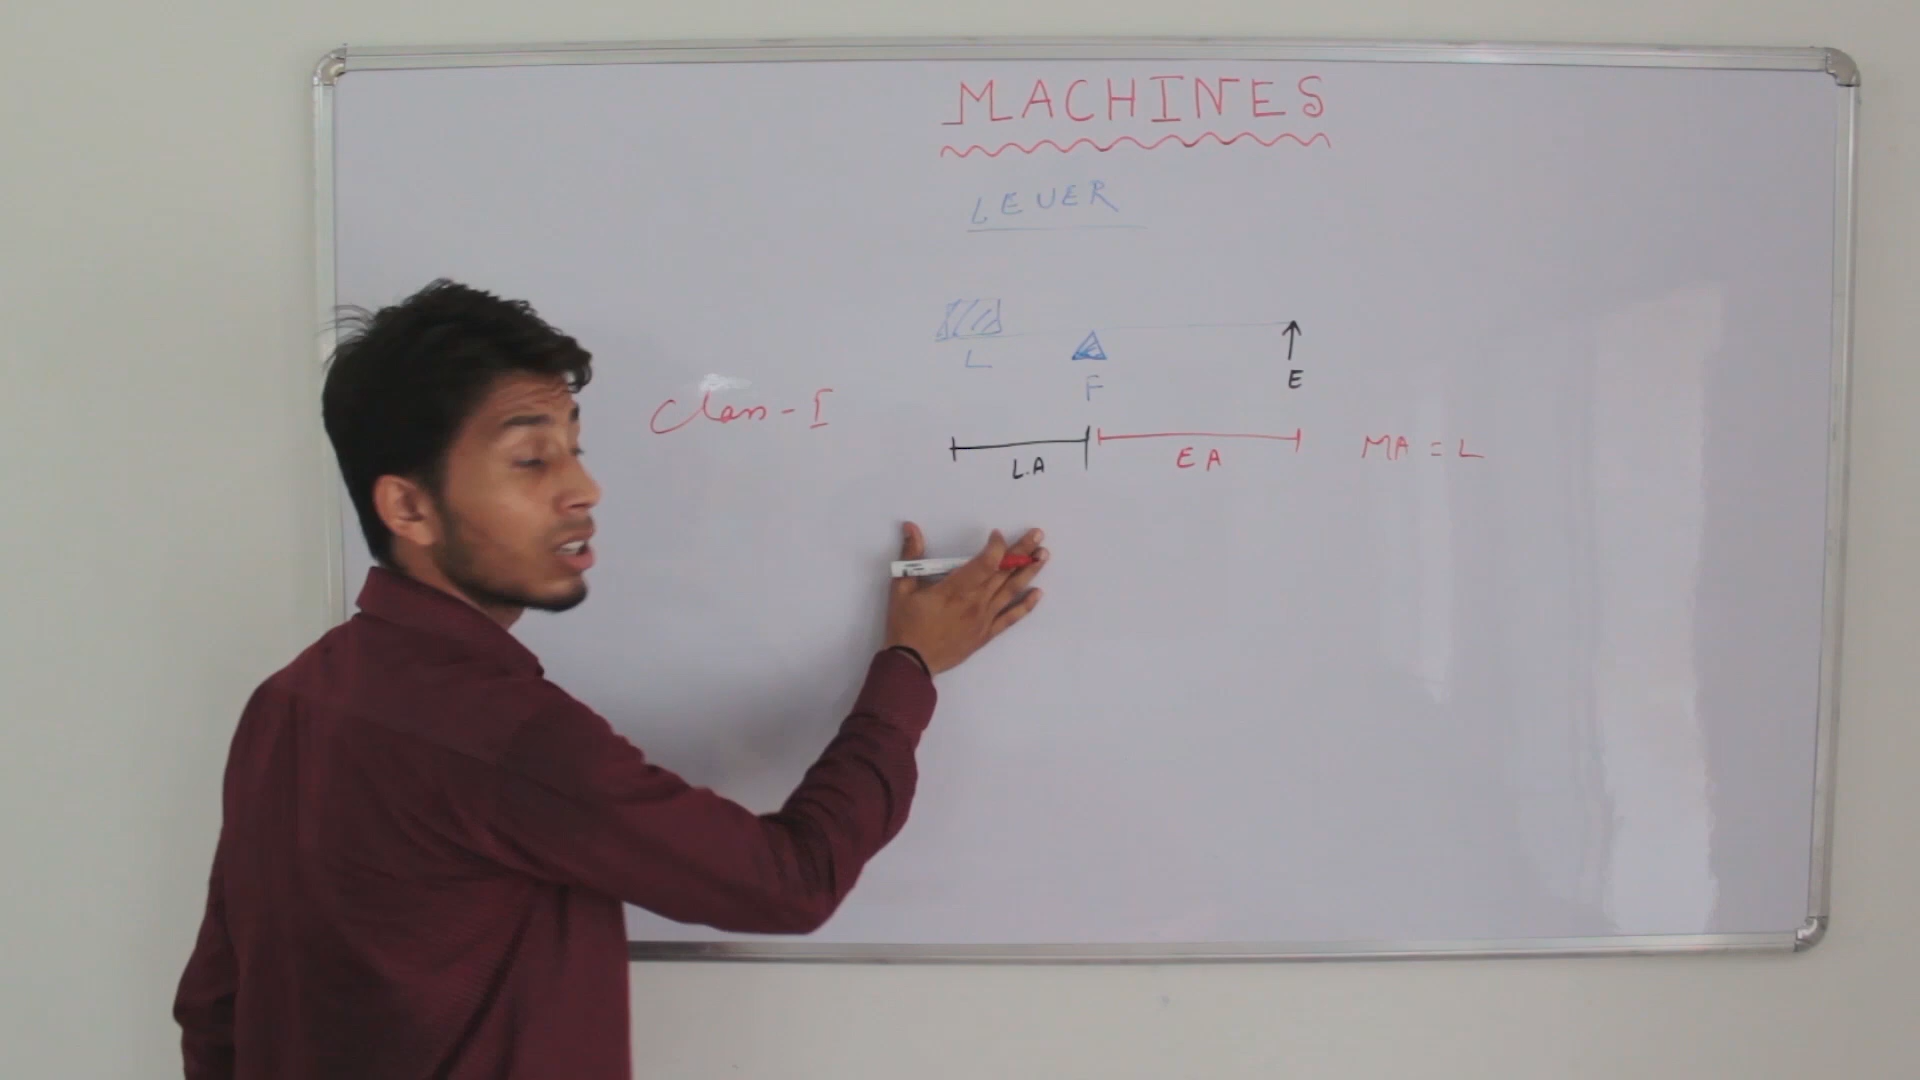 MACHINES
LEVER
L
F
E
Class-I
L.A
EA
MA = L